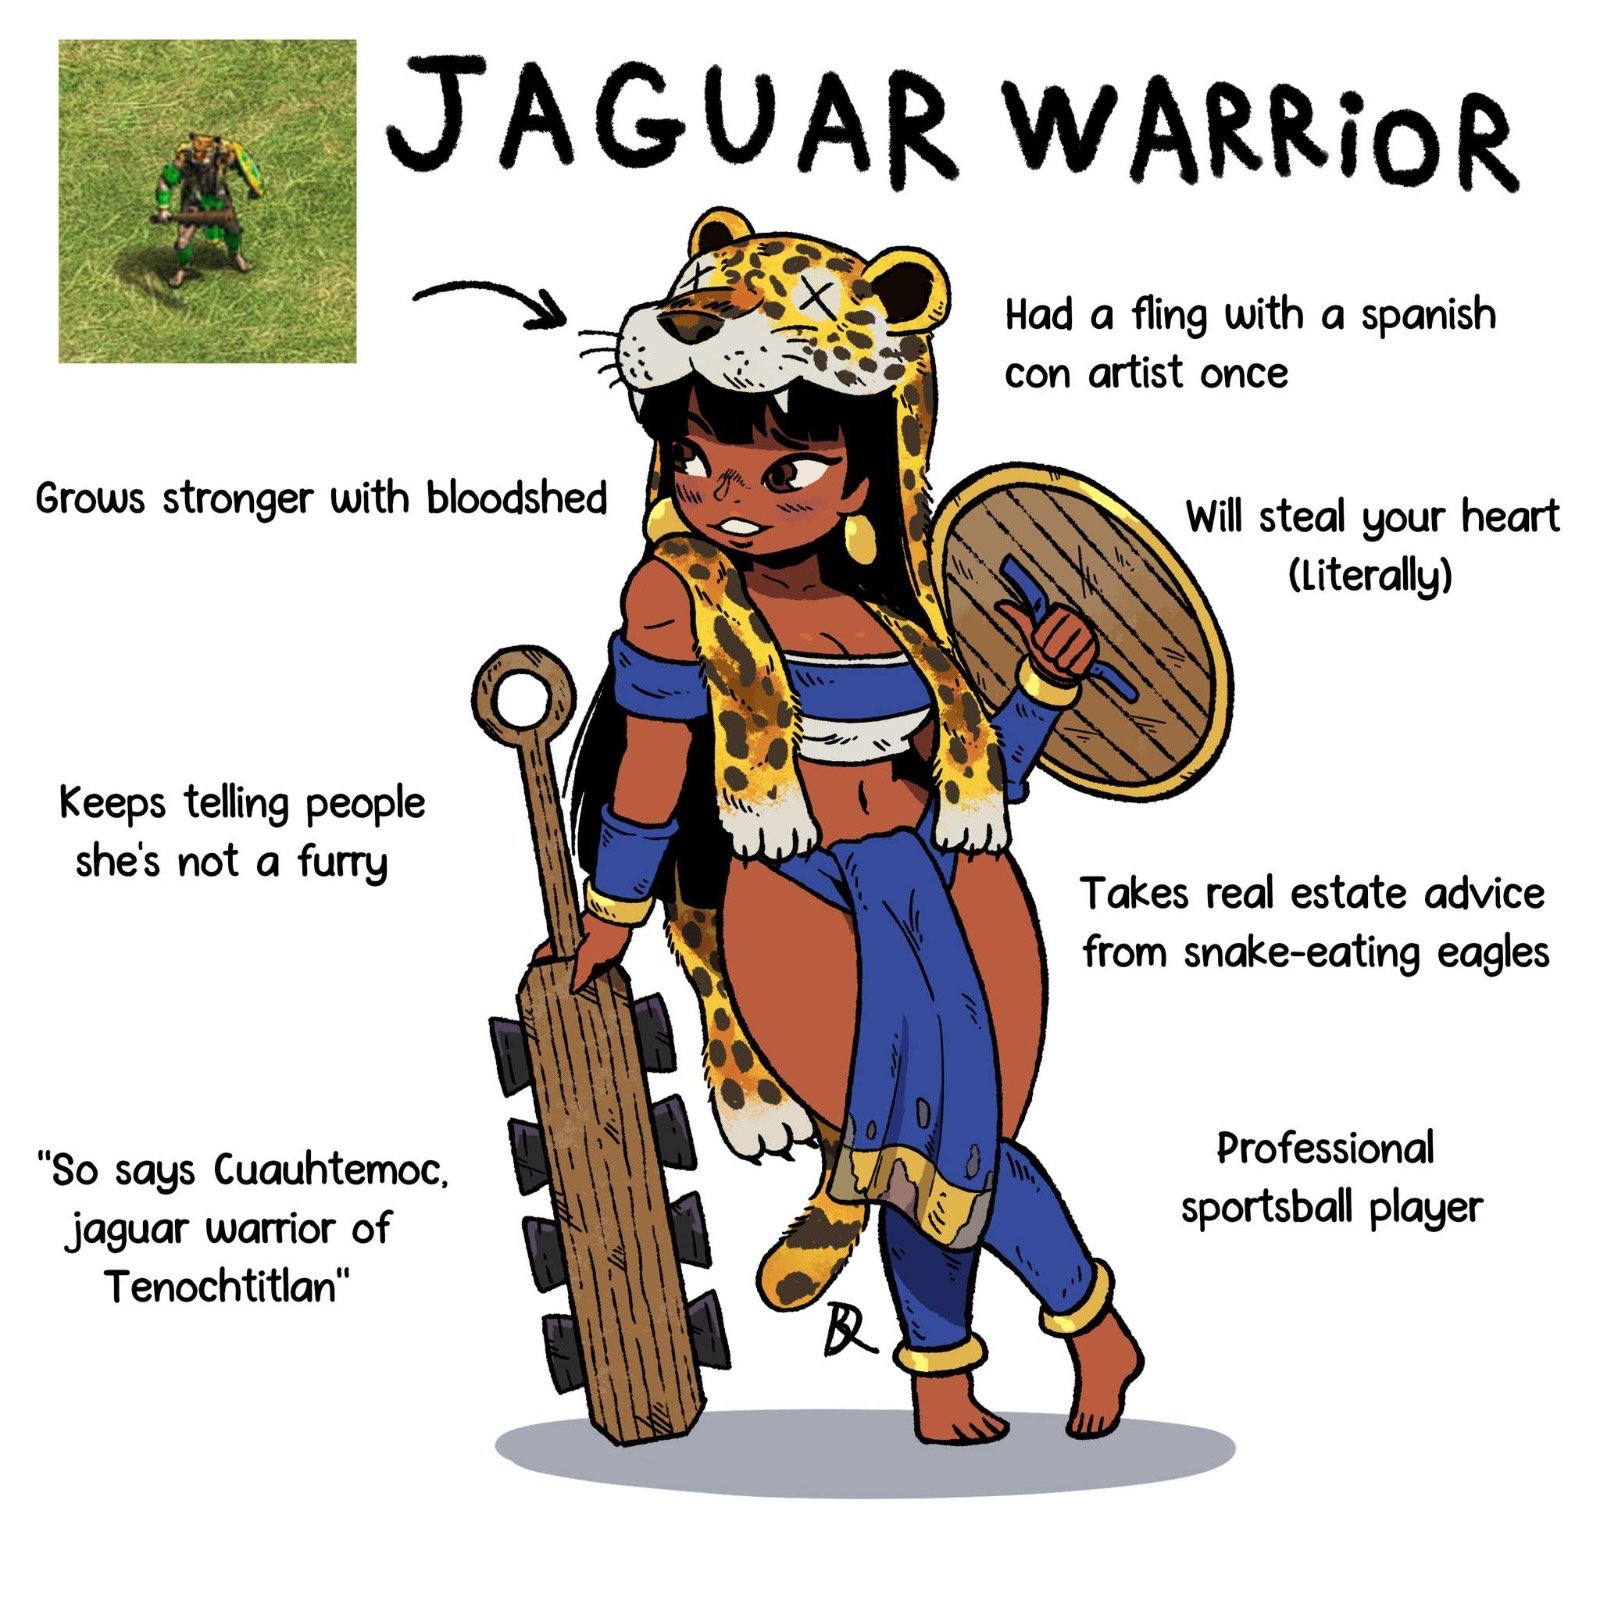 JAGUAR WARRiOR
Had a fling with a spanish
con artist once
Grows stronger with bloodshed
Will steal your heart
(Literally)
Keeps telling people
she's not a furry
Takes real estate advice
from snake-eating eagles
"So says Cuauhtemoc,
jaguar warrior of
Tenochtitlan"
Professional
sportsball player